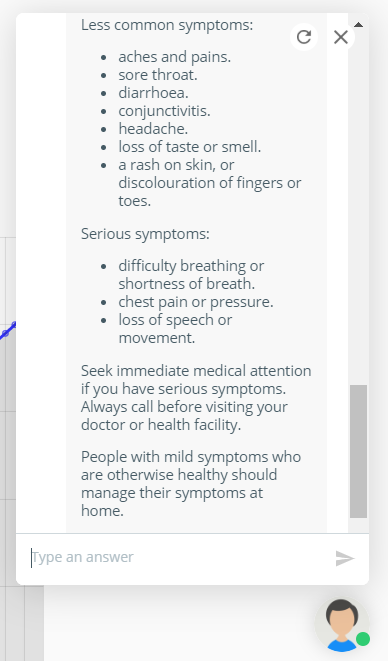 Less common symptoms:
aches and pains.
sore throat.
diarrhoea.
conjunctivitis.
headache.
loss of taste or smell.
a rash on skin, or
discolouration of fingers or
toes.
Serious symptoms:
difficulty breathing or
shortness of breath.
chest pain or pressure.
loss of speech or
movement.
Seek immediate medical attention
if you have serious symptoms.
Always call before visiting your
doctor or health facility.
People with mild symptoms who
are otherwise healthy should
manage their symptoms at
home.
Type an answer